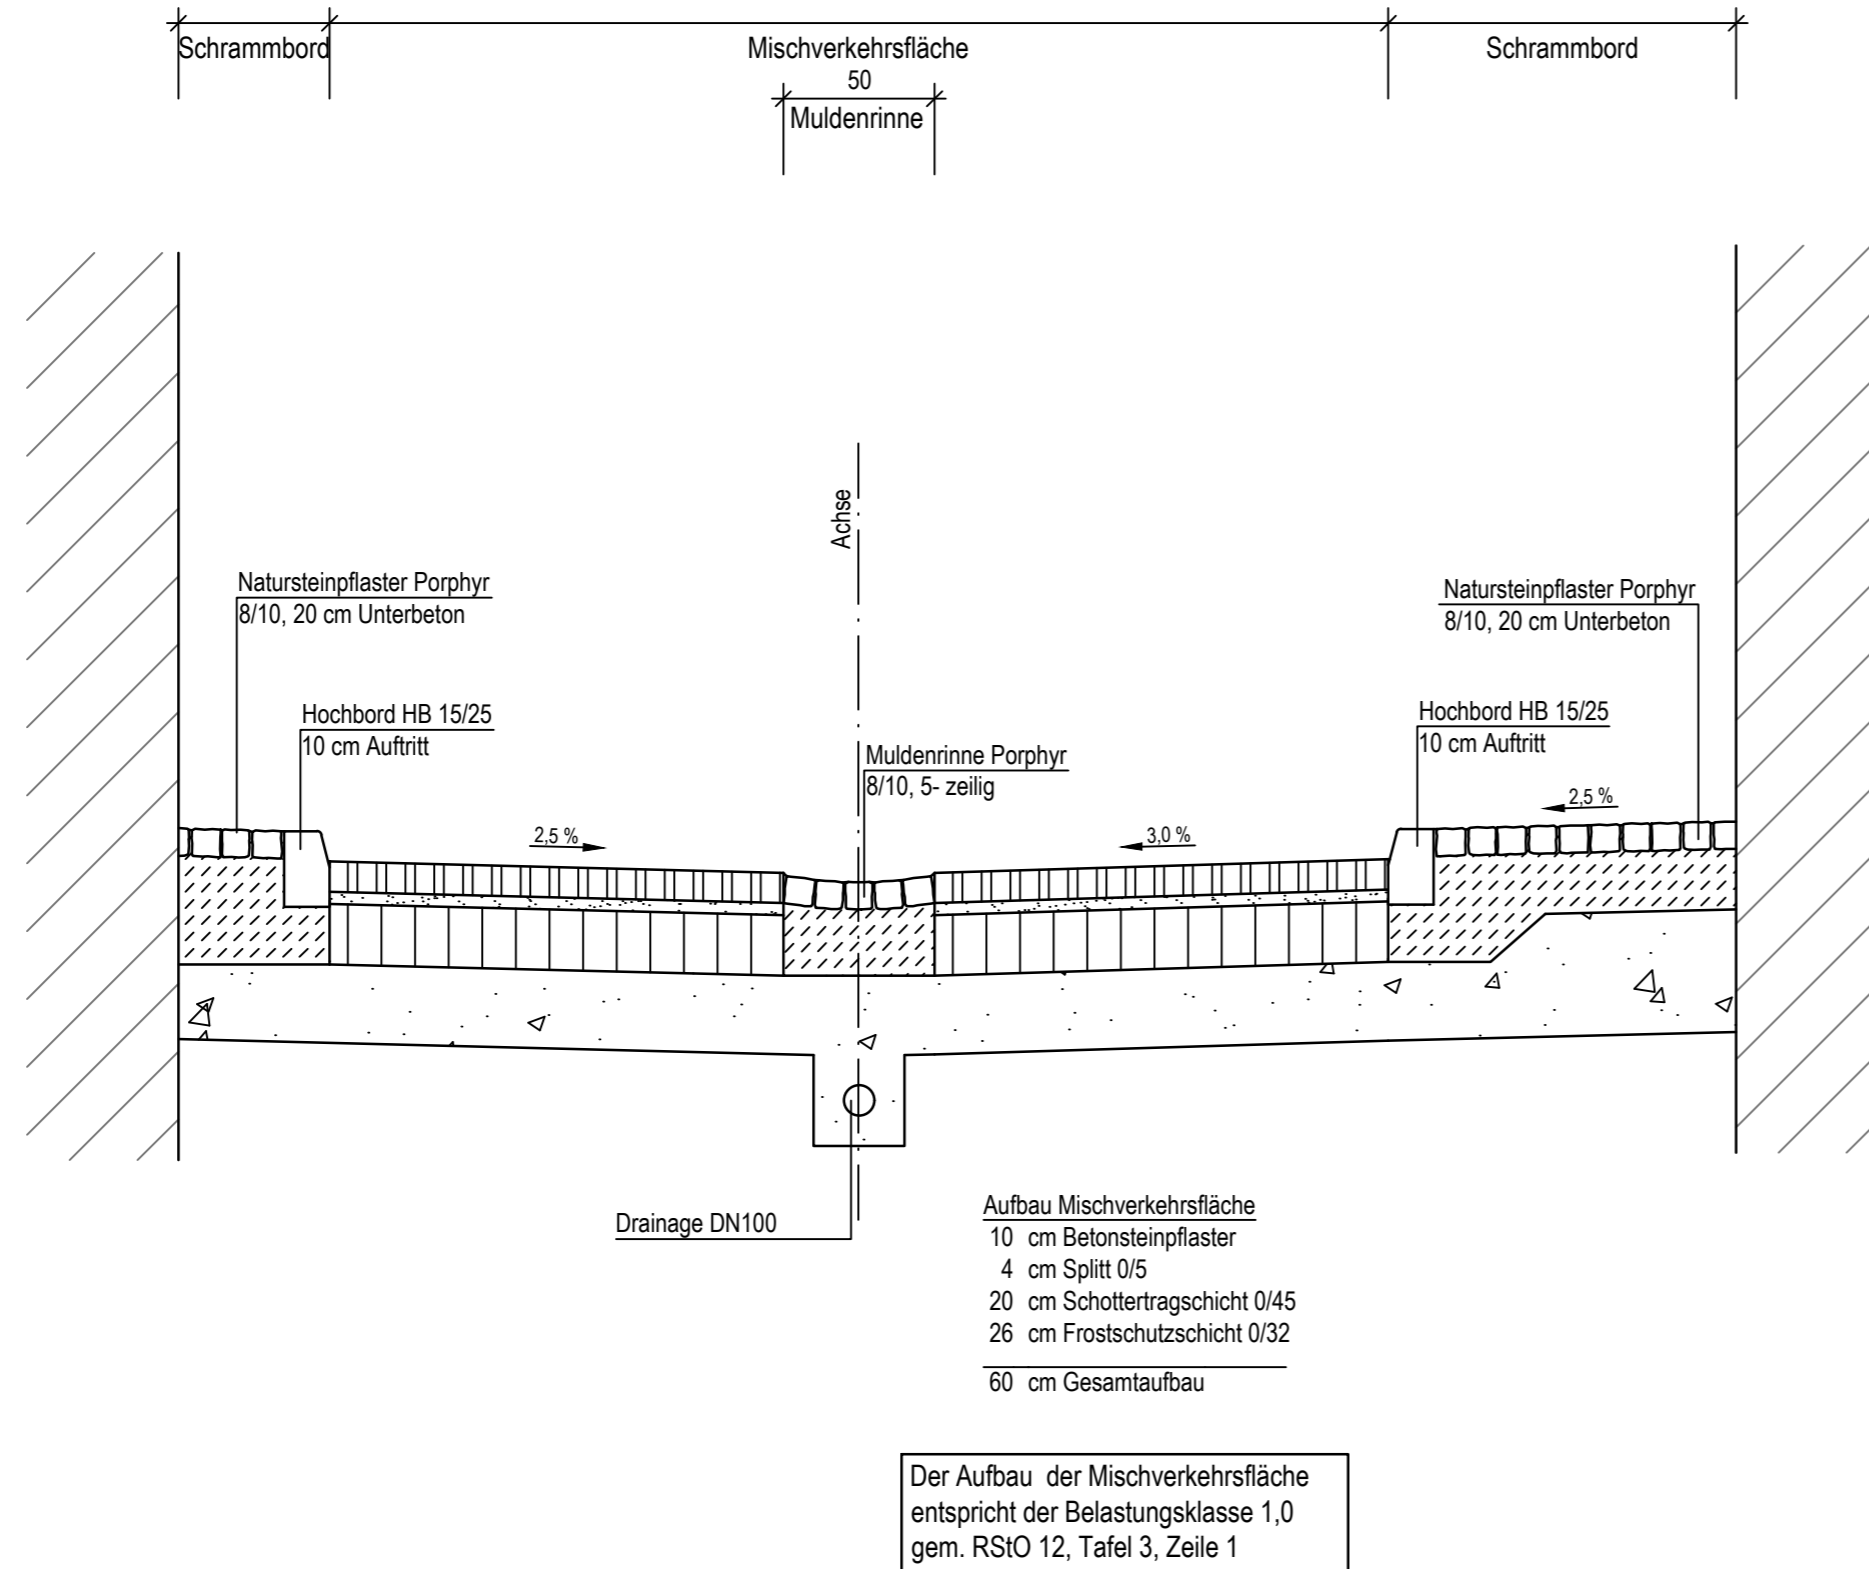 Schrammbord
Mischverkehrsfläche
Schrammbord
50
Muldenrinne
Achse
Natursteinpflaster Porphyr
8/10, 20 cm Unterbeton
Natursteinpflaster Porphyr
8/10, 20 cm Unterbeton
Hochbord HB 15/25
10 cm Auftritt
Hochbord HB 15/25
10 cm Auftritt
Muldenrinne Porphyr
8/10, 5- zeilig
2,5 %
2,5 %
3,0 %
Drainage DN100
Aufbau Mischverkehrsfläche
10 cm Betonsteinpflaster
4 cm Splitt 0/5
20 cm Schottertragschicht 0/45
26 cm Frostschutzschicht 0/32
60 cm Gesamtaufbau
Der Aufbau der Mischverkehrsfläche
entspricht der Belastungsklasse 1,0
gem. RStO 12, Tafel 3, Zeile 1